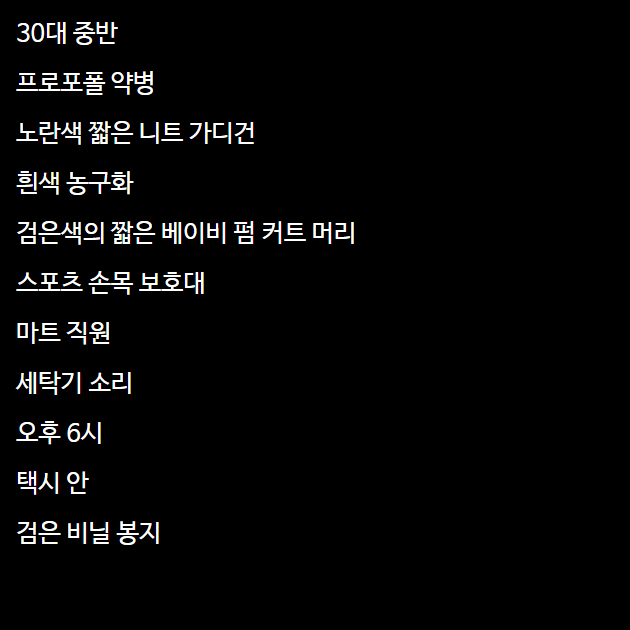 30대 중반
프로포폴 약병
노란색 짧은 니트 가디건
흰색 농구화
검은색의 짧은 베이비 펌 커트 머리
스포츠 손목 보호대
마트 직원
세탁기 소리
오후 6시
택시 안
검은 비닐 봉지